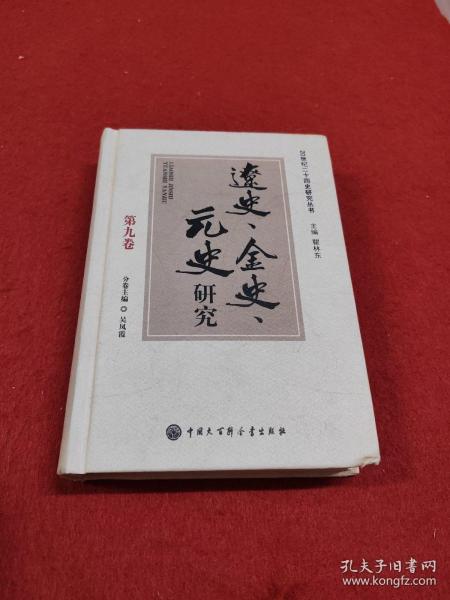 20世纪二十四史研究丛书
主编 瞿林东
LIAOSHI JINSHI
YUANSHI YANJIU
遼史、金史、
元史研究
第九卷
分卷主编◎吴凤霞
中国大百科全书出版社
孔夫子旧书网
www.kongfz.com